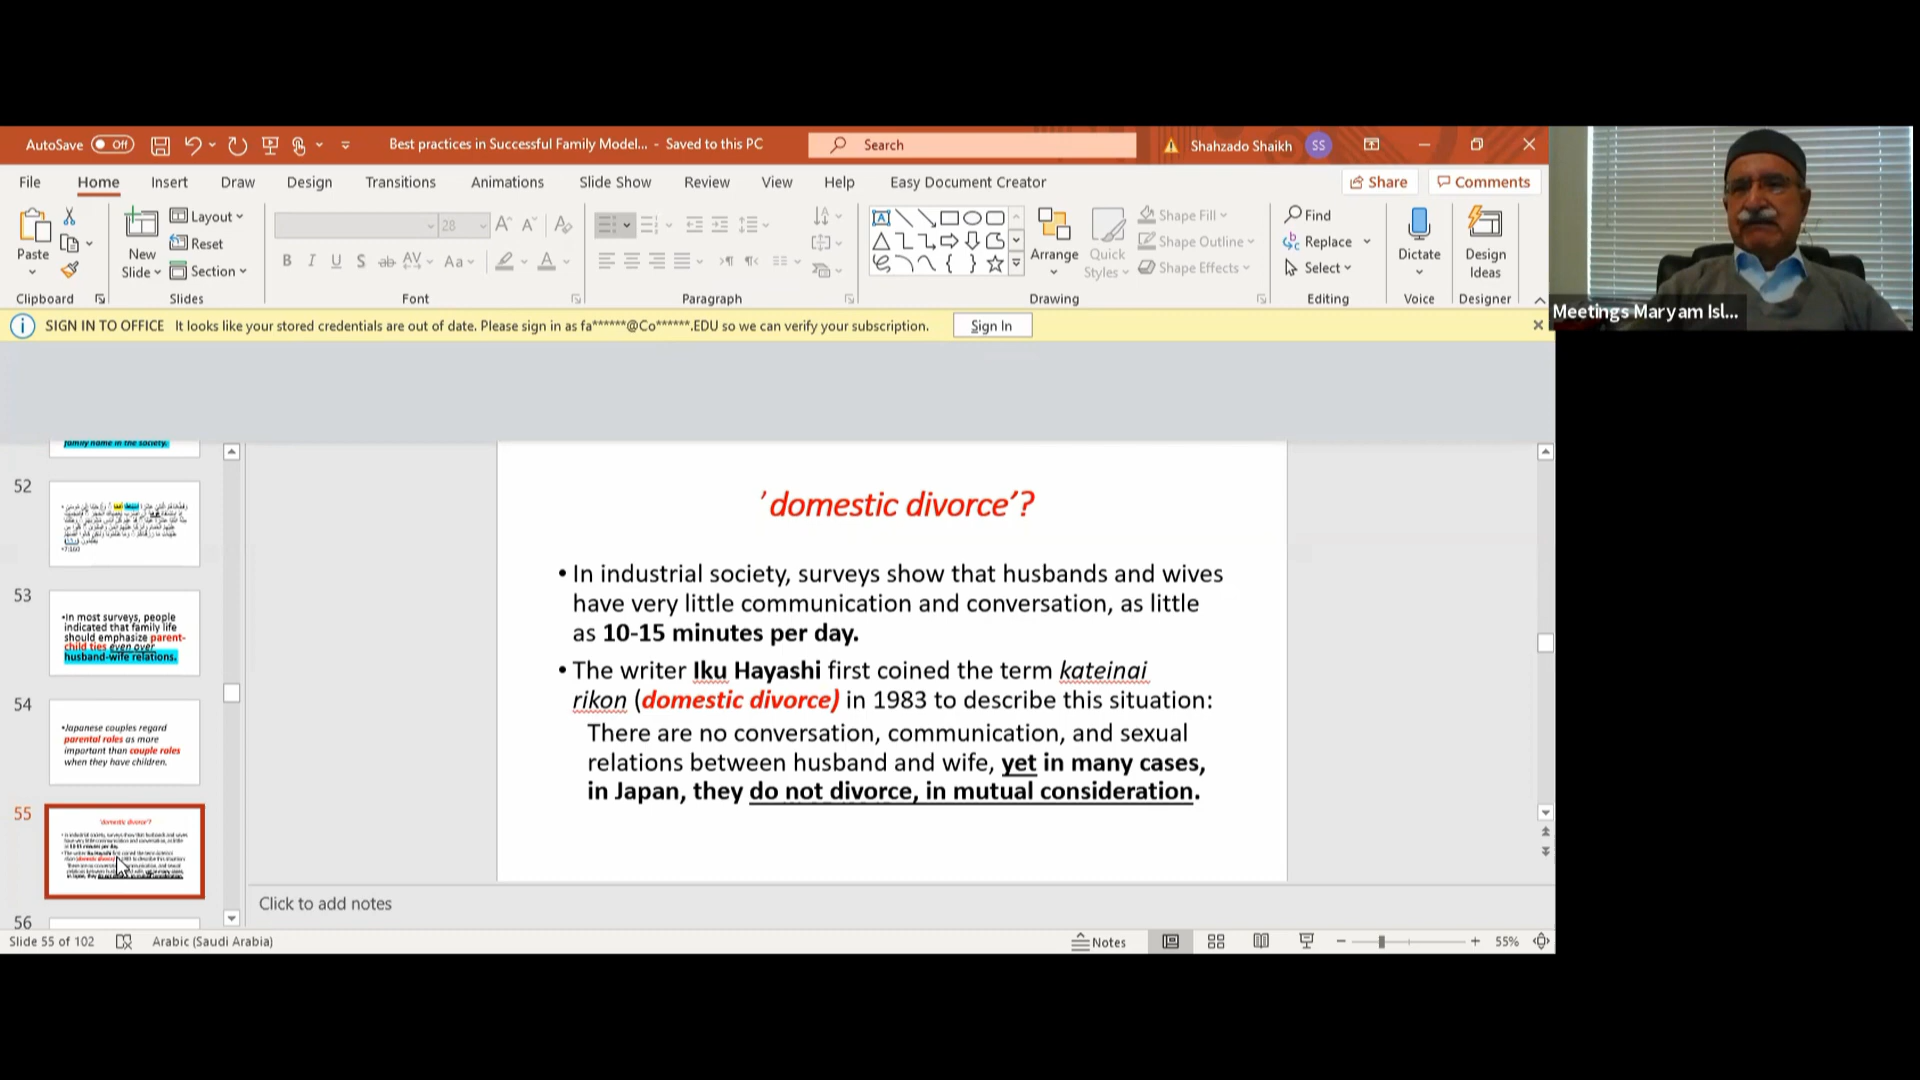 AutoSave Off Best practices in Successful Family Model... - Saved to this PC Search Shahzado Shaikh SS
File Home Insert Draw Design Transitions Animations Slide Show Review View Help Easy Document Creator Share Comments
Paste
Clipboard
New
Slide
Layout
Reset
Section
Slides
28
B I U S ab AV Aa A
Font
Paragraph
Arrange
Quick
Styles
Shape Fill
Shape Outline
Shape Effects
Drawing
Find
Replace
Select
Editing
Dictate
Voice
Design
Ideas
Designer
Meetings Maryam Isl...
SIGN IN TO OFFICE It looks like your stored credentials are out of date. Please sign in as fa******@Co******.EDU so we can verify your subscription. Sign In
family name in the society.
52
•7:160
53
•In most surveys, people
indicated that family life
should emphasize parent-
child ties even over
husband-wife relations.
54
•Japanese couples regard
parental roles as more
important than couple roles
when they have children.
55
56
'domestic divorce'?
• In industrial society, surveys show that husbands and wives
have very little communication and conversation, as little
as 10-15 minutes per day.
• The writer Iku Hayashi first coined the term kateinai
rikon (domestic divorce) in 1983 to describe this situation:
There are no conversation, communication, and sexual
relations between husband and wife, yet in many cases,
in Japan, they do not divorce, in mutual consideration.
Click to add notes
Slide 55 of 102 Arabic (Saudi Arabia) Notes 55%